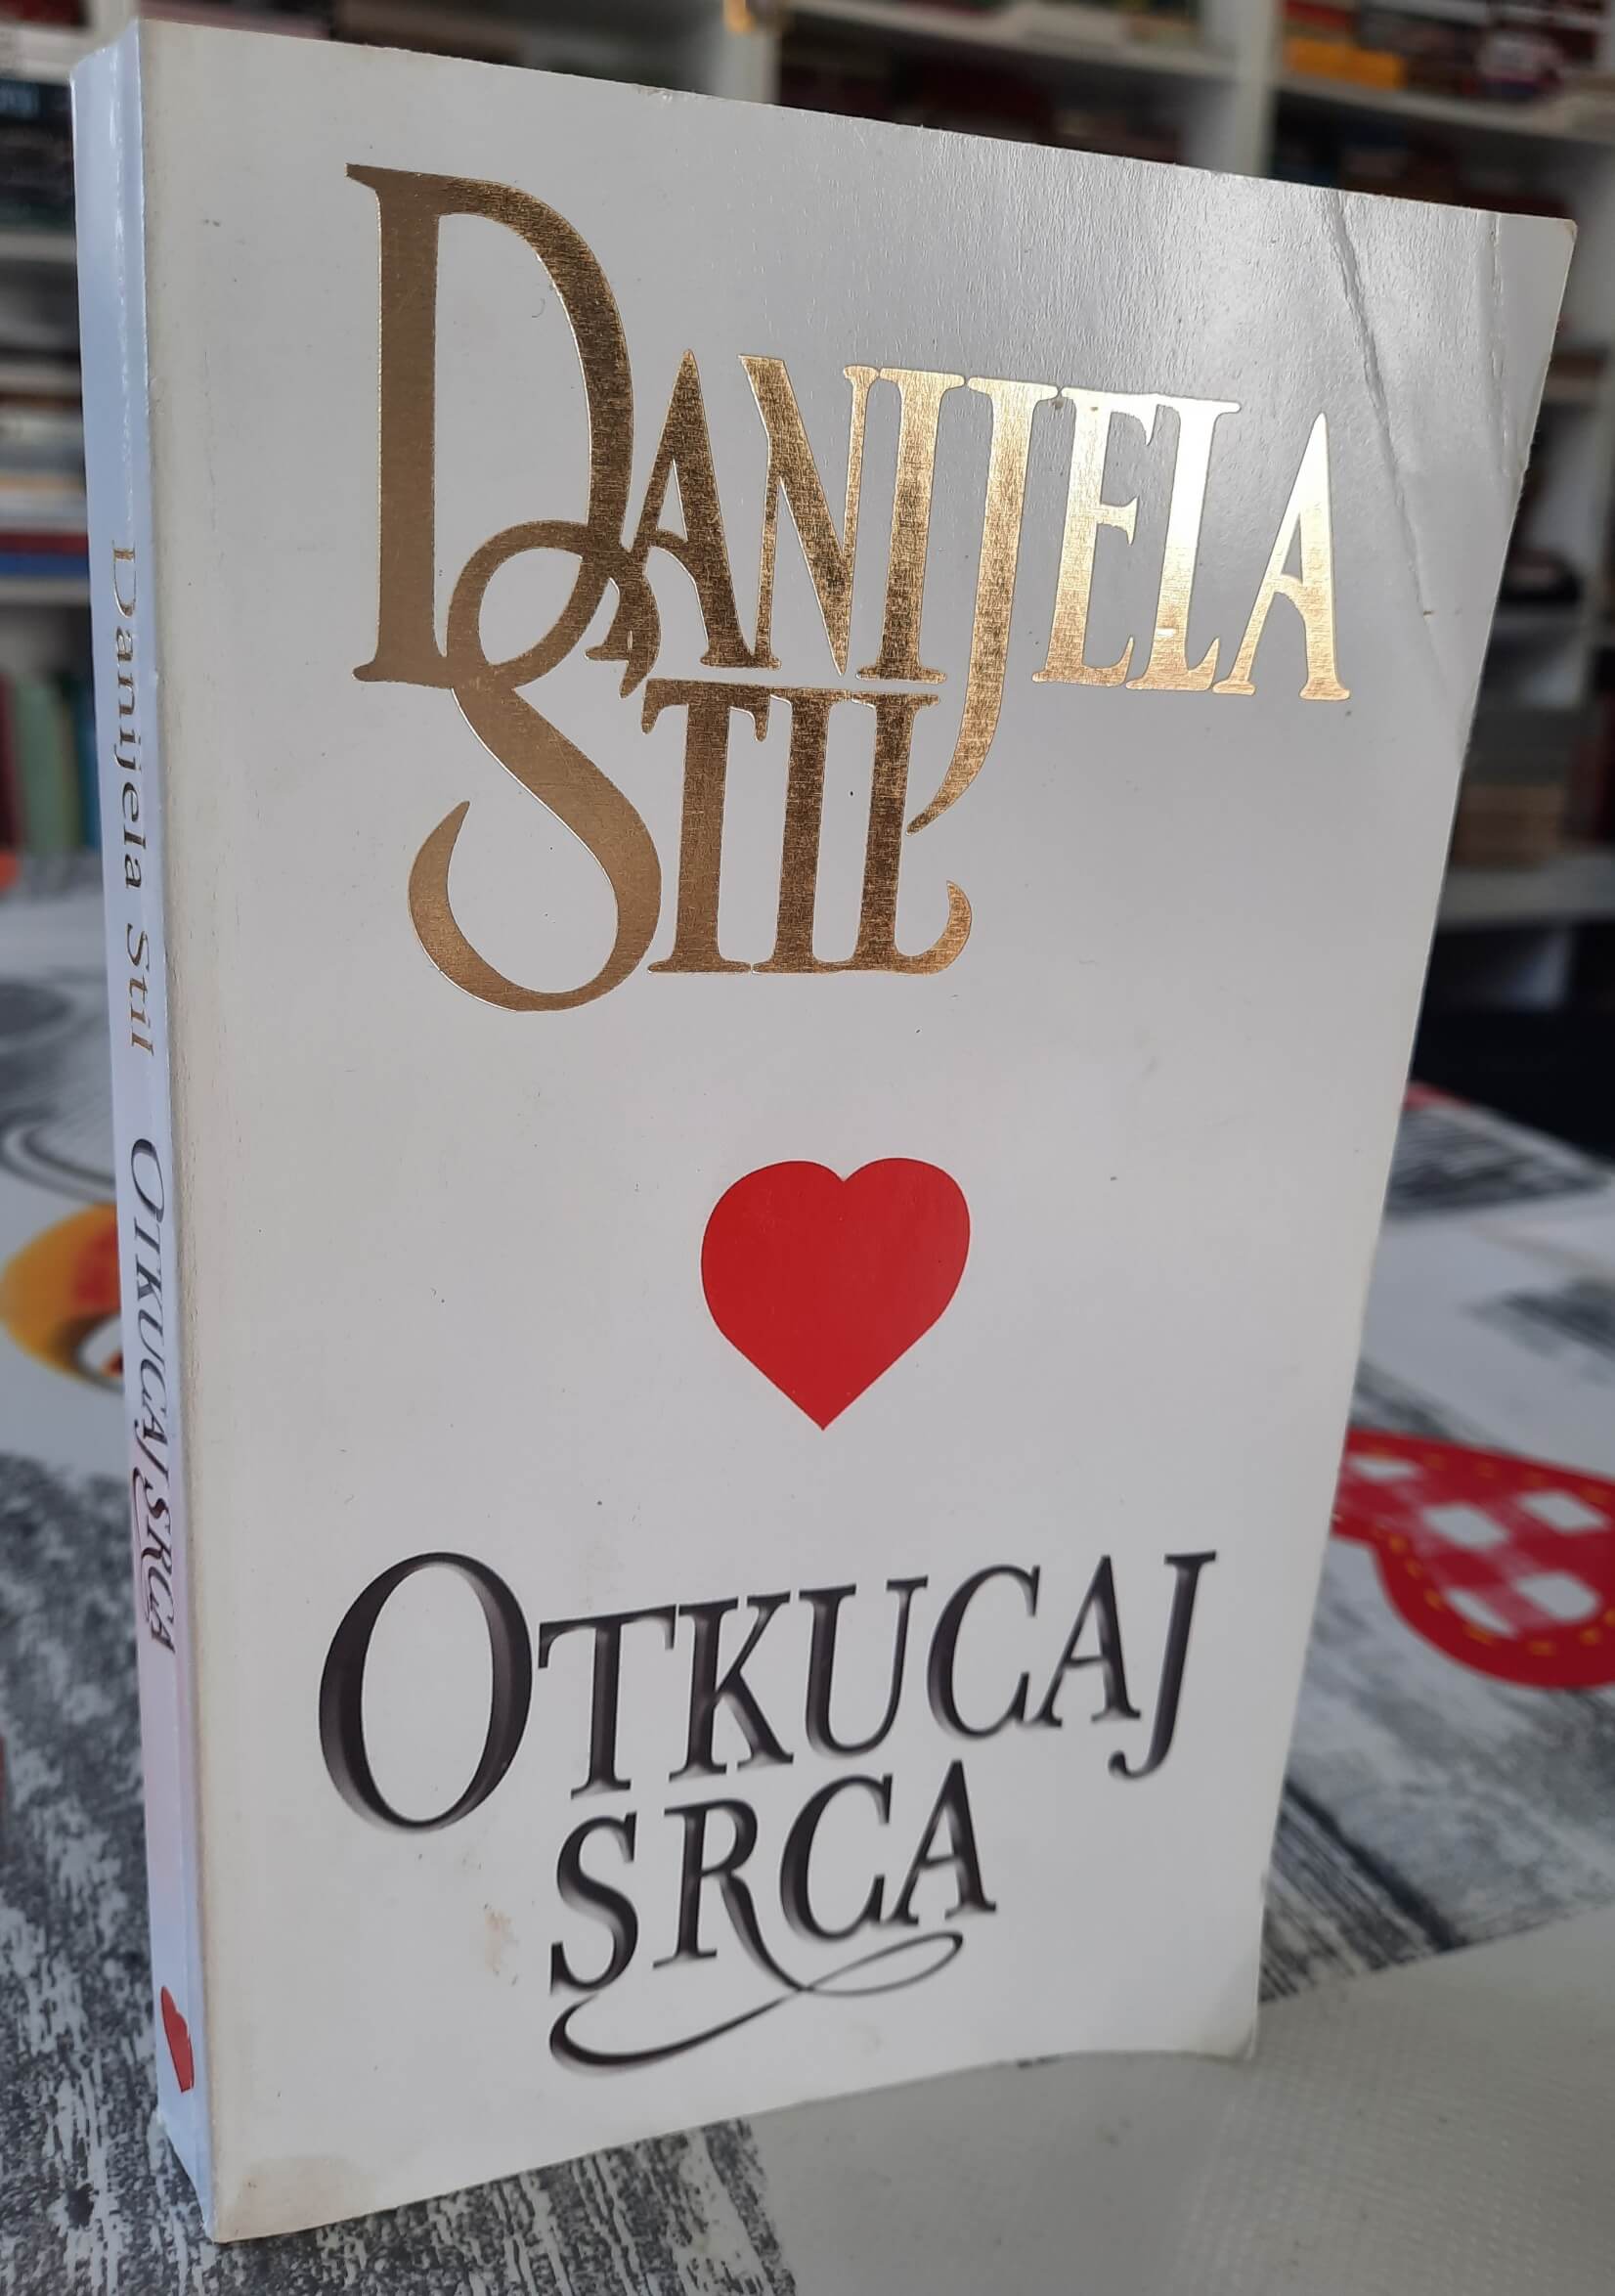 DANIJELA
STIL
OTKUCAJ
SRCA
Danijela Stil OTKUCAJ SRCA